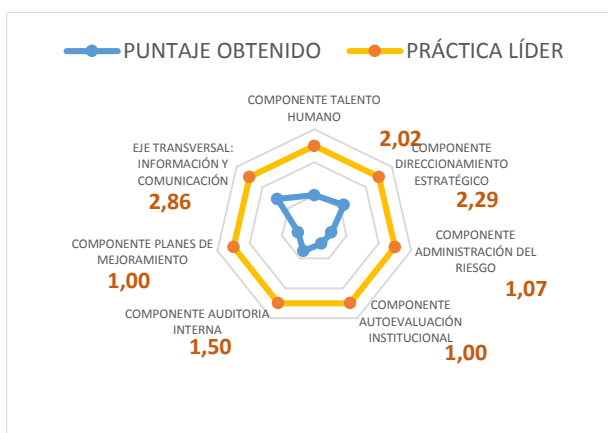 PUNTAJE OBTENIDO
PRÁCTICA LÍDER
COMPONENTE TALENTO
HUMANO
2,02
COMPONENTE
DIRECCIONAMIENTO
ESTRATÉGICO
2,29
COMPONENTE
ADMINISTRACIÓN DEL
RIESGO
1,07
COMPONENTE
AUTOEVALUACIÓN
INSTITUCIONAL
1,00
COMPONENTE AUDITORIA
INTERNA
1,50
COMPONENTE PLANES DE
MEJORAMIENTO
1,00
EJE TRANSVERSAL:
INFORMACIÓN Y
COMUNICACIÓN
2,86